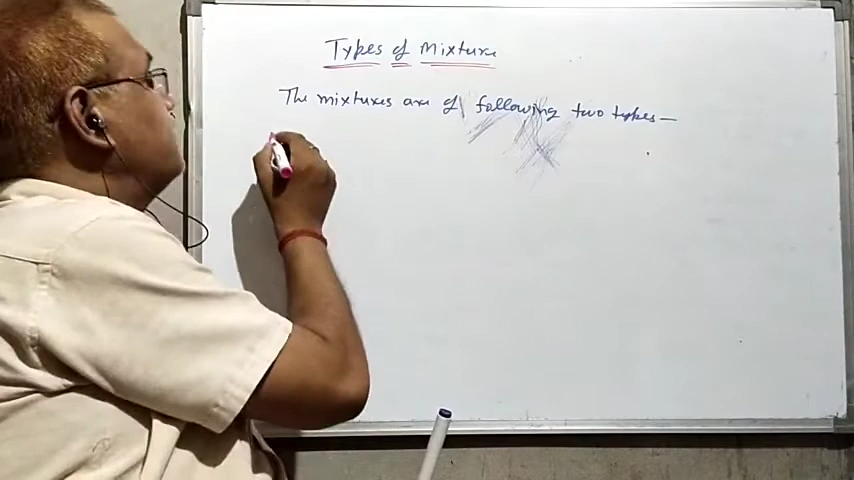 Types of Mixture
The mixtures are of following two types —